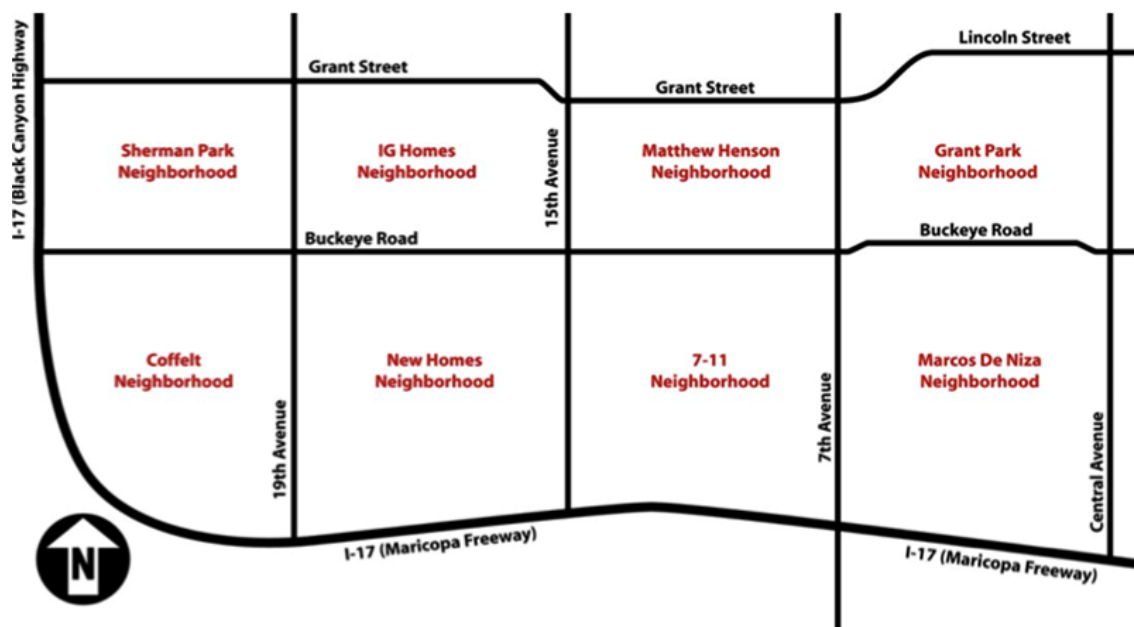 Lincoln Street
Grant Street
Grant Street
I-17 (Black Canyon Highway)
Sherman Park
Neighborhood
IG Homes
Neighborhood
15th Avenue
Matthew Henson
Neighborhood
Grant Park
Neighborhood
Buckeye Road
Buckeye Road
Coffelt
Neighborhood
New Homes
Neighborhood
7-11
Neighborhood
Marcos De Niza
Neighborhood
19th Avenue
7th Avenue
Central Avenue
I-17 (Maricopa Freeway)
I-17 (Maricopa Freeway)
N